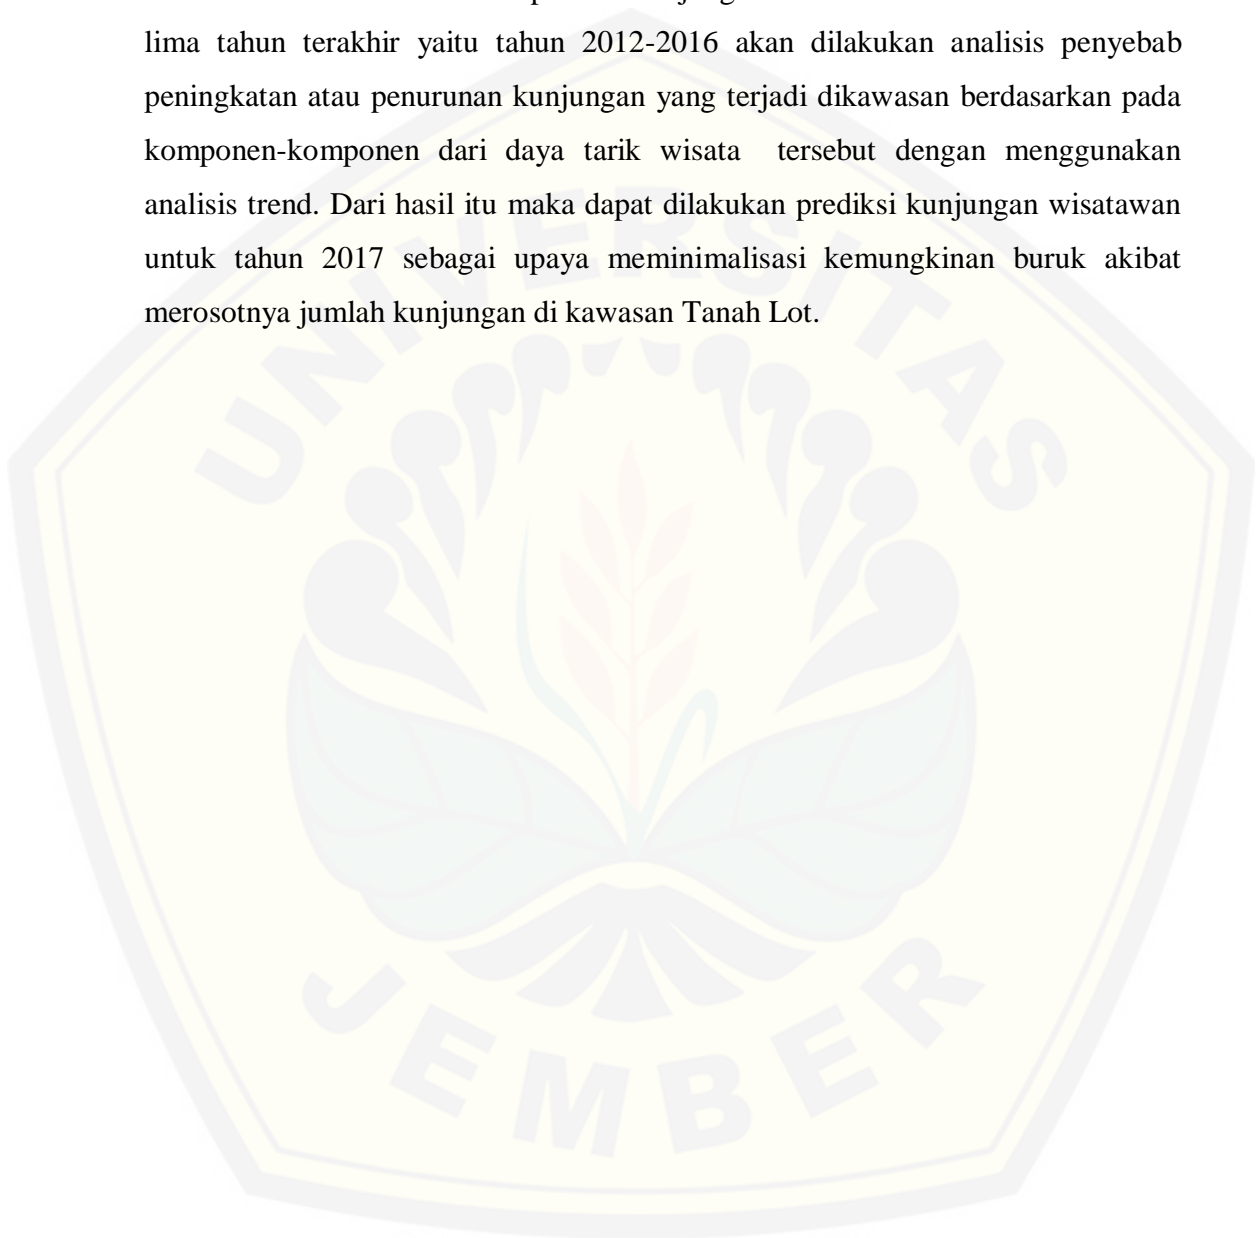 lima tahun terakhir yaitu tahun 2012-2016 akan dilakukan analisis penyebab
peningkatan atau penurunan kunjungan yang terjadi dikawasan berdasarkan pada
komponen-komponen dari daya tarik wisata tersebut dengan menggunakan
analisis trend. Dari hasil itu maka dapat dilakukan prediksi kunjungan wisatawan
untuk tahun 2017 sebagai upaya meminimalisasi kemungkinan buruk akibat
merosotnya jumlah kunjungan di kawasan Tanah Lot.
UNIVERSITAS
JEMBER